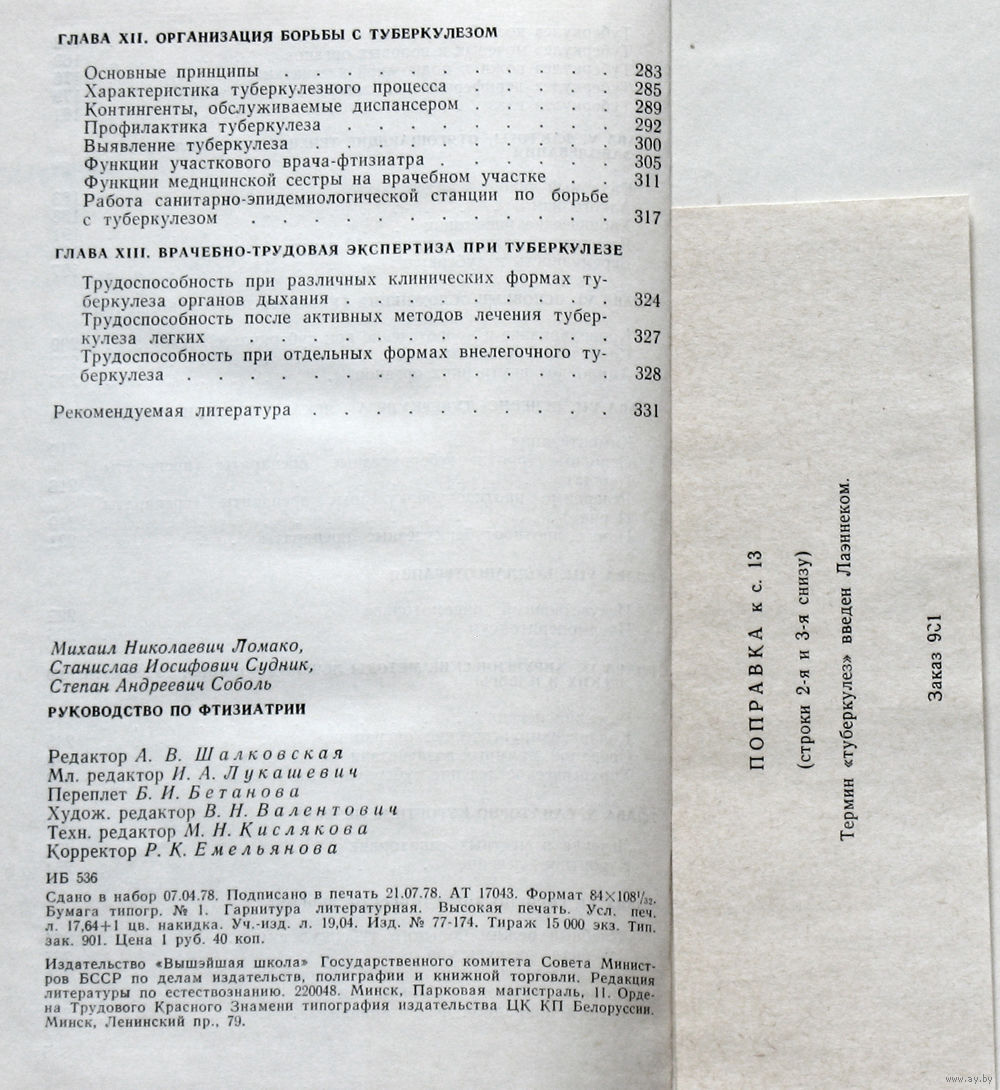 ГЛАВА XII. ОРГАНИЗАЦИЯ БОРЬБЫ С ТУБЕРКУЛЕЗОМ
Основные принципы . . . . . . . . . . . . 283
Характеристика туберкулезного процесса . . . . . 285
Контингенты, обслуживаемые диспансером . . . . 289
Профилактика туберкулеза . . . . . . . . . 292
Выявление туберкулеза . . . . . . . . . . 300
Функции участкового врача-фтизиатра . . . . . . 305
Функции медицинской сестры на врачебном участке . . 311
Работа санитарно-эпидемиологической станции по борьбе
с туберкулезом . . . . . . . . . . . . 317
ГЛАВА XIII. ВРАЧЕБНО-ТРУДОВАЯ ЭКСПЕРТИЗА ПРИ ТУБЕРКУЛЕЗЕ
Трудоспособность при различных клинических формах ту-
беркулеза органов дыхания . . . . . . . . 324
Трудоспособность после активных методов лечения тубер-
кулеза легких . . . . . . . . . . . . 327
Трудоспособность при отдельных формах внелегочного ту-
беркулеза . . . . . . . . . . . . . . 328
Рекомендуемая литература . . . . . . . . . 331
Михаил Николаевич Ломако,
Станислав Иосифович Судник,
Степан Андреевич Соболь
РУКОВОДСТВО ПО ФТИЗИАТРИИ
Редактор А. В. Шалковская
Мл. редактор И. А. Лукашевич
Переплет Б. И. Бетанова
Худож. редактор В. Н. Валентович
Техн. редактор М. Н. Кислякова
Корректор Р. К. Емельянова
ИБ 536
Сдано в набор 07.04.78. Подписано в печать 21.07.78. АТ 17043. Формат 84×108 1/32.
Бумага типогр. № 1. Гарнитура литературная. Высокая печать. Усл. печ.
л. 17,64+1 цв. накидка. Уч.-изд. л. 19,04. Изд. № 77-174. Тираж 15 000 экз. Тип.
зак. 901. Цена 1 руб. 40 коп.
Издательство «Вышэйшая школа» Государственного комитета Совета Минист-
ров БССР по делам издательств, полиграфии и книжной торговли. Редакция
литературы по естествознанию. 220048. Минск, Парковая магистраль, 11. Орде-
на Трудового Красного Знамени типография издательства ЦК КП Белоруссии.
Минск, Ленинский пр., 79.
ПОПРАВКА к с. 13
(строки 2-я и 3-я снизу)
Термин «туберкулез» введен Лаэннеком.
Заказ 901
www.ay.by